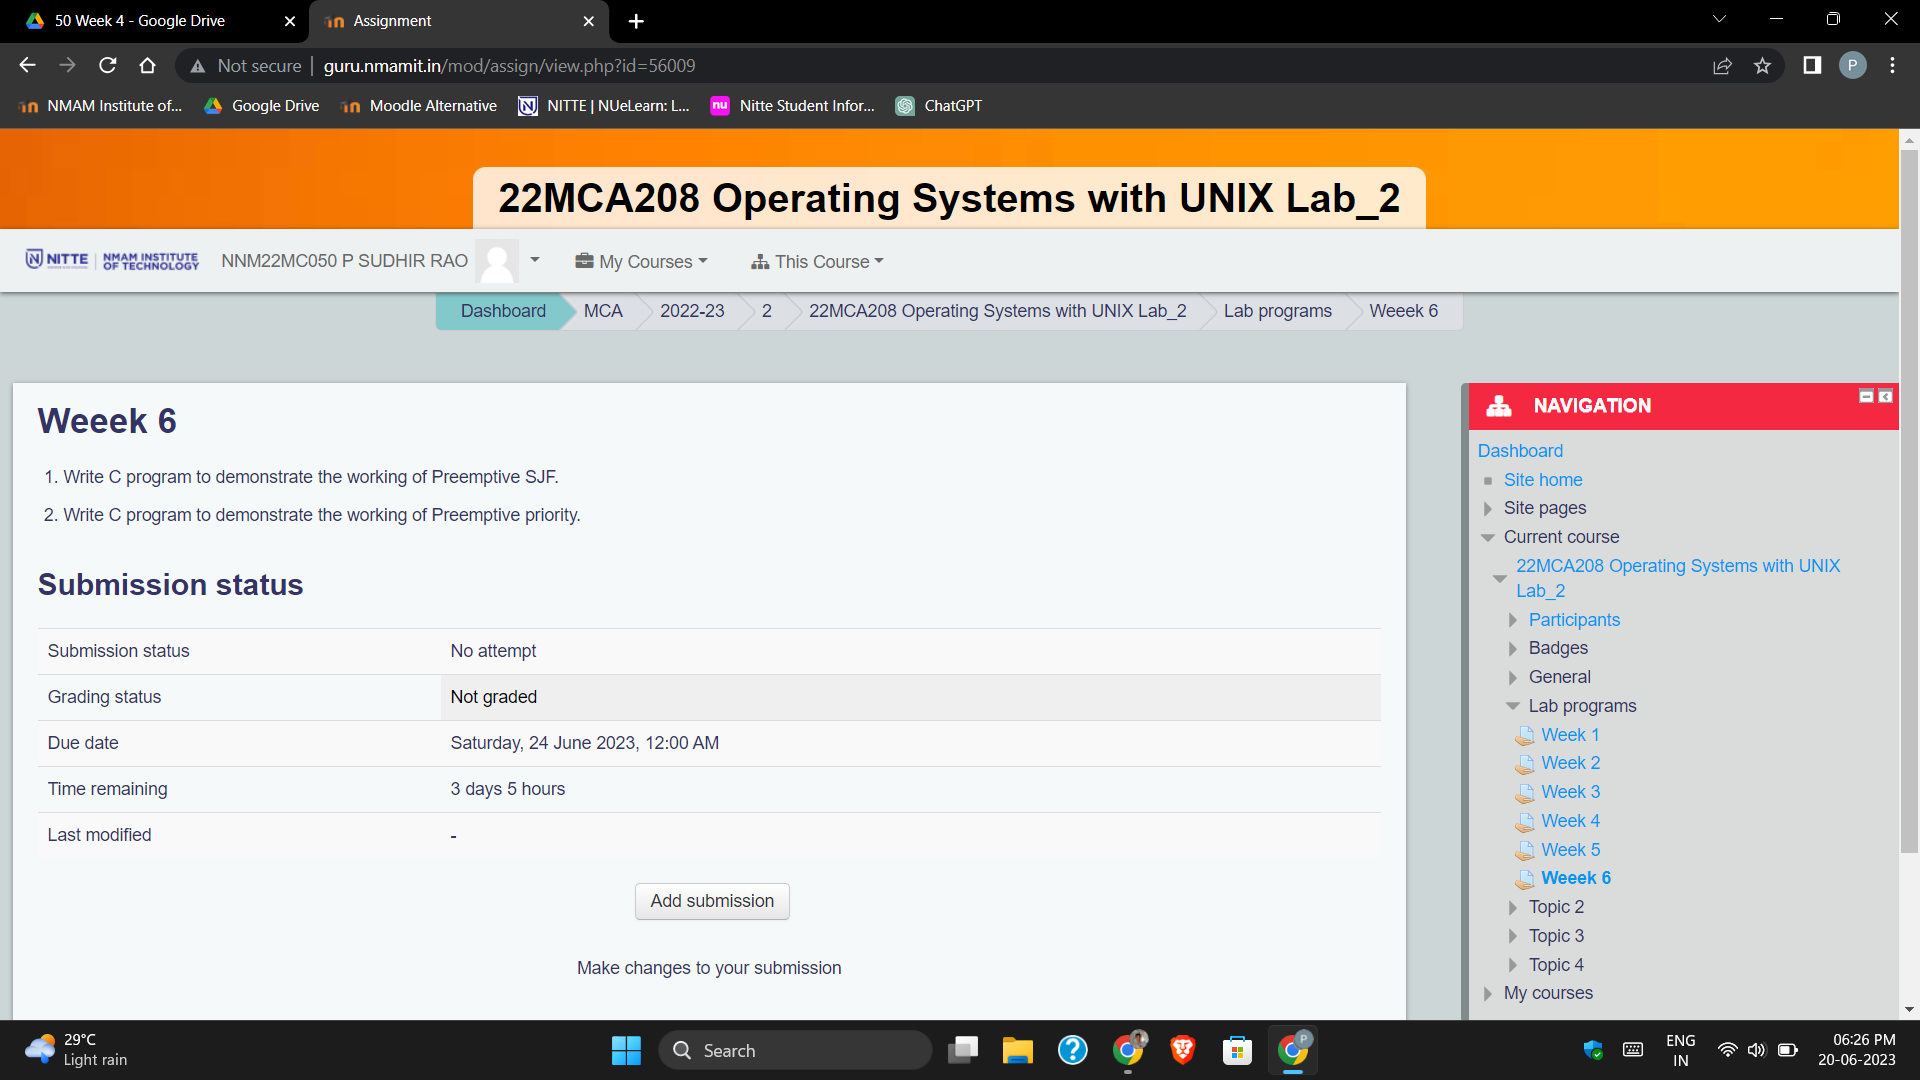 50 Week 4 - Google Drive
Assignment
Not secure
guru.nmamit.in/mod/assign/view.php?id=56009
P
NMAM Institute of...
Google Drive
Moodle Alternative
NITTE | NUeLearn: L...
nu
Nitte Student Infor...
ChatGPT
22MCA208 Operating Systems with UNIX Lab_2
NITTE
NMAM INSTITUTE
OF TECHNOLOGY
NNM22MC050 P SUDHIR RAO
My Courses
This Course
Dashboard
MCA
2022-23
2
22MCA208 Operating Systems with UNIX Lab_2
Lab programs
Weeek 6
Weeek 6
1. Write C program to demonstrate the working of Preemptive SJF.
2. Write C program to demonstrate the working of Preemptive priority.
Submission status
Submission status No attempt
Grading status Not graded
Due date Saturday, 24 June 2023, 12:00 AM
Time remaining 3 days 5 hours
Last modified -
Add submission
Make changes to your submission
NAVIGATION
Dashboard
Site home
Site pages
Current course
22MCA208 Operating Systems with UNIX
Lab_2
Participants
Badges
General
Lab programs
Week 1
Week 2
Week 3
Week 4
Week 5
Weeek 6
Topic 2
Topic 3
Topic 4
My courses
29°C
Light rain
Search
P
ENG
IN
06:26 PM
20-06-2023